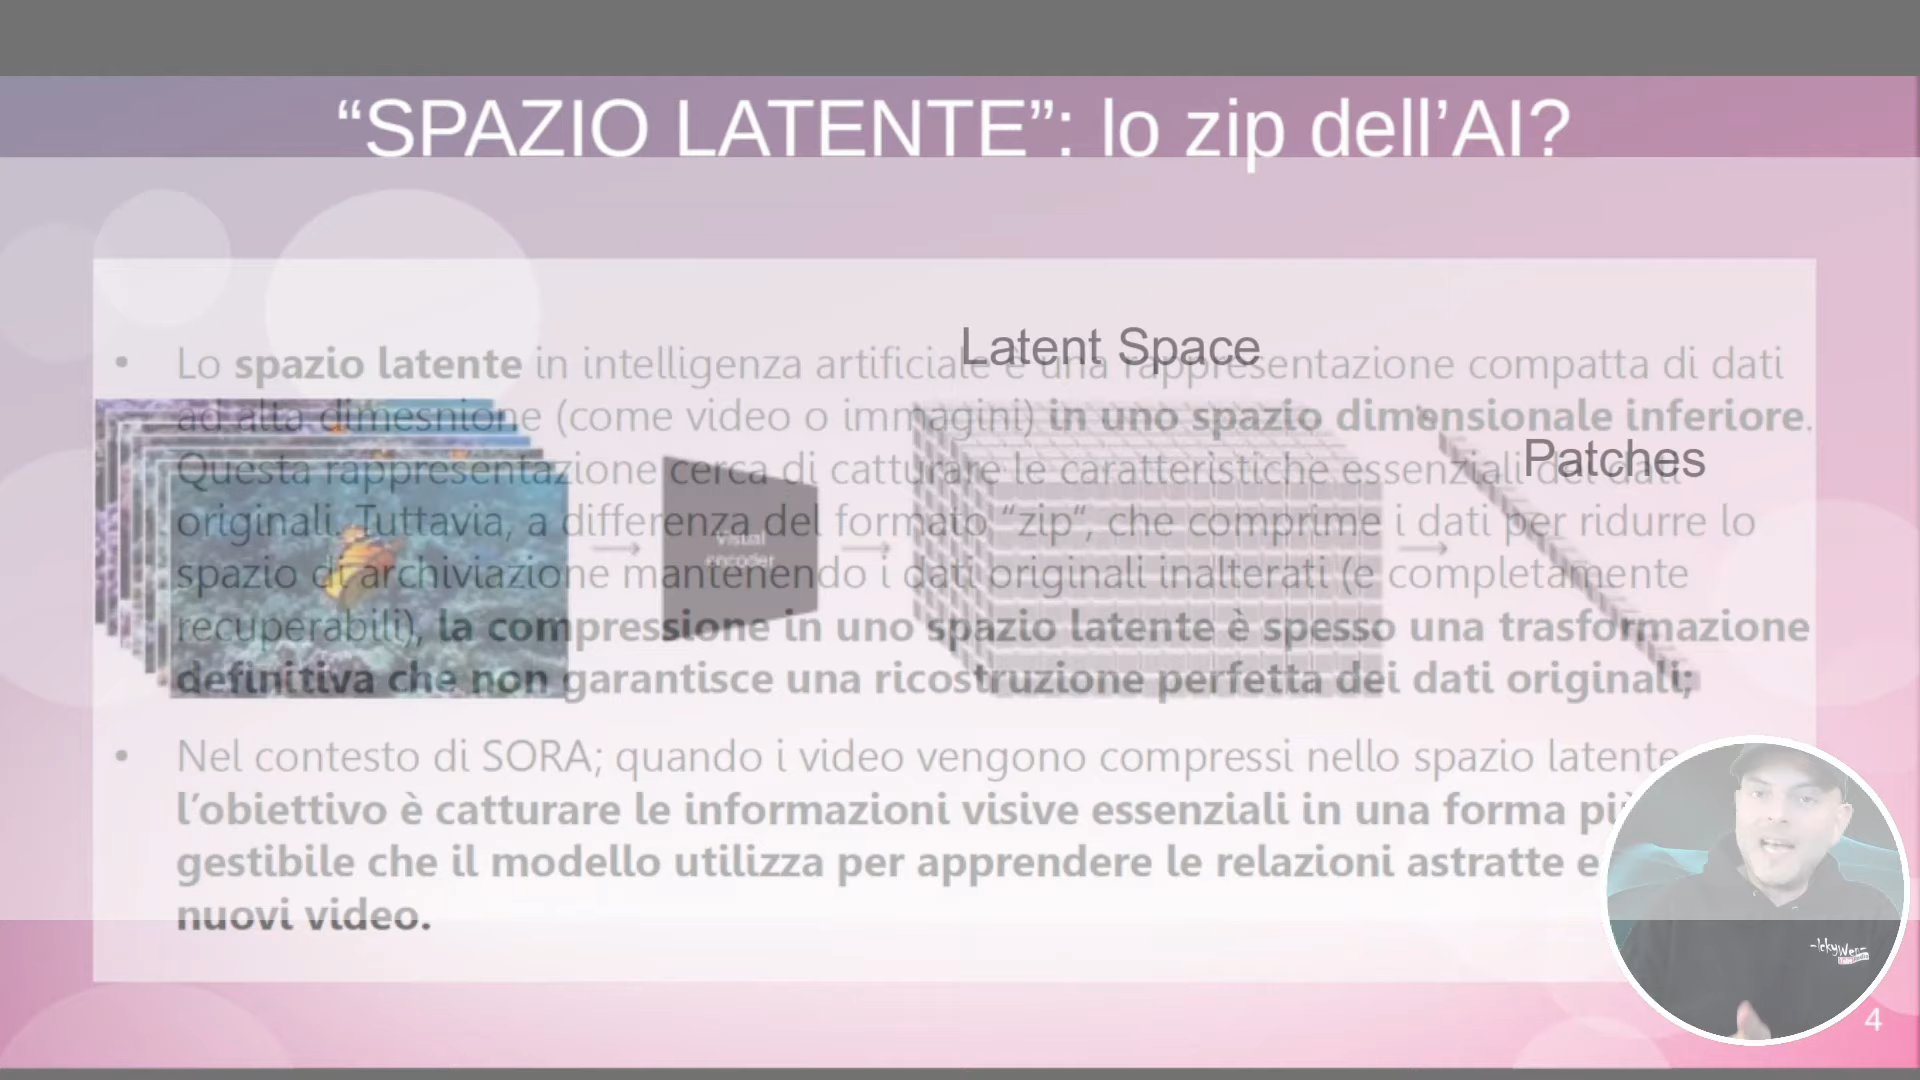 “SPAZIO LATENTE”: lo zip dell’AI?
Latent Space
• Lo spazio latente in intelligenza artificiale è una rappresentazione compatta di dati
ad alta dimesnione (come video o immagini) in uno spazio dimensionale inferiore.
Patches
Questa rappresentazione cerca di catturare le caratteristiche essenziali dei dati
originali. Tuttavia, a differenza del formato “zip”, che comprime i dati per ridurre lo
Visual
encoder
spazio di archiviazione mantenendo i dati originali inalterati (e completamente
recuperabili), la compressione in uno spazio latente è spesso una trasformazione
definitiva che non garantisce una ricostruzione perfetta dei dati originali;
• Nel contesto di SORA; quando i video vengono compressi nello spazio latente
l’obiettivo è catturare le informazioni visive essenziali in una forma più
gestibile che il modello utilizza per apprendere le relazioni astratte e
nuovi video.
4